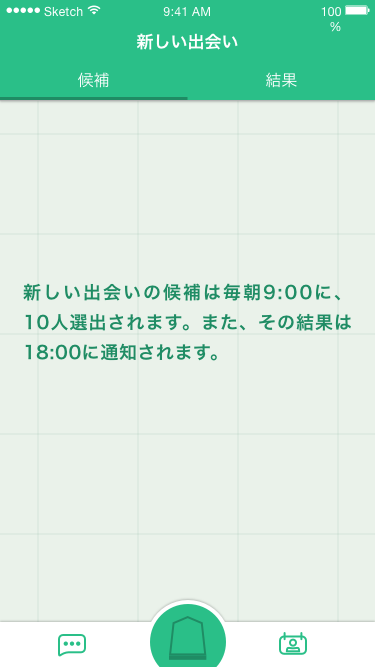 Sketch 9:41 AM 100
%
新しい出会い
候補 結果
新しい出会いの候補は毎朝9:00に、
10人選出されます。また、その結果は
18:00に通知されます。